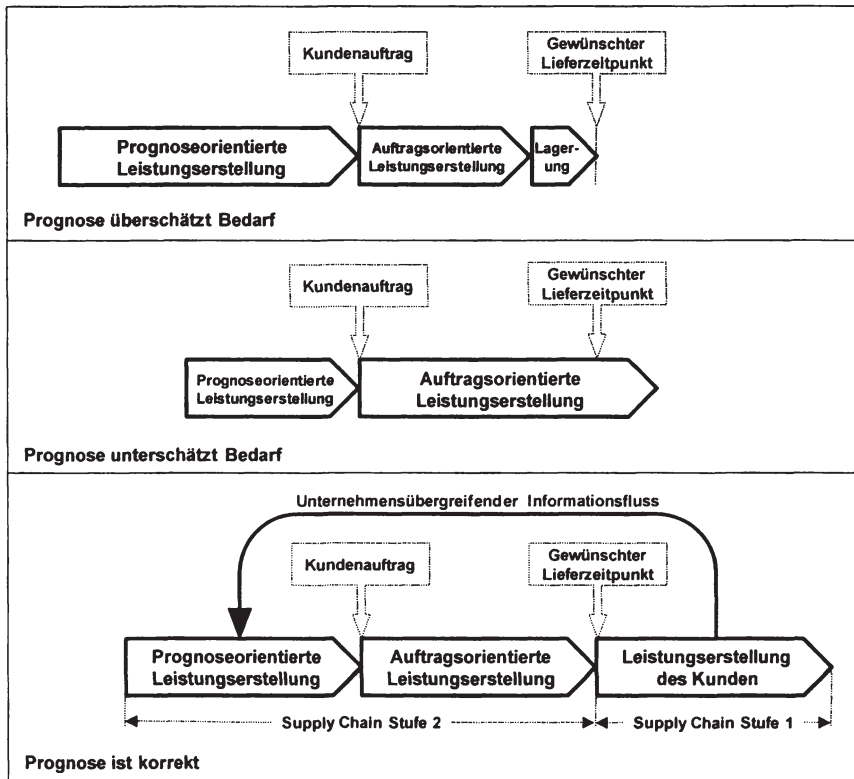 Kundenauftrag
Gewünschter
Lieferzeitpunkt
Prognoseorientierte
Leistungserstellung
Auftragsorientierte
Leistungserstellung
Lager-
ung
Prognose überschätzt Bedarf
Kundenauftrag
Gewünschter
Lieferzeitpunkt
Prognoseorientierte
Leistungserstellung
Auftragsorientierte
Leistungserstellung
Prognose unterschätzt Bedarf
Unternehmensübergreifender Informationsfluss
Kundenauftrag
Gewünschter
Lieferzeitpunkt
Prognoseorientierte
Leistungserstellung
Auftragsorientierte
Leistungserstellung
Leistungserstellung
des Kunden
Supply Chain Stufe 2
Supply Chain Stufe 1
Prognose ist korrekt